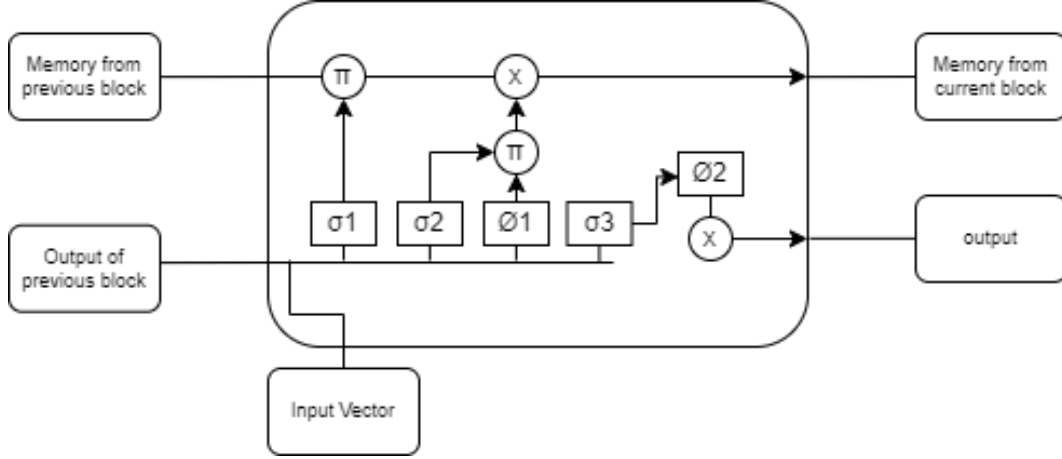 Memory from
previous block
π
x
Memory from
current block
π
Ø2
σ1
σ2
Ø1
σ3
x
output
Output of
previous block
Input Vector